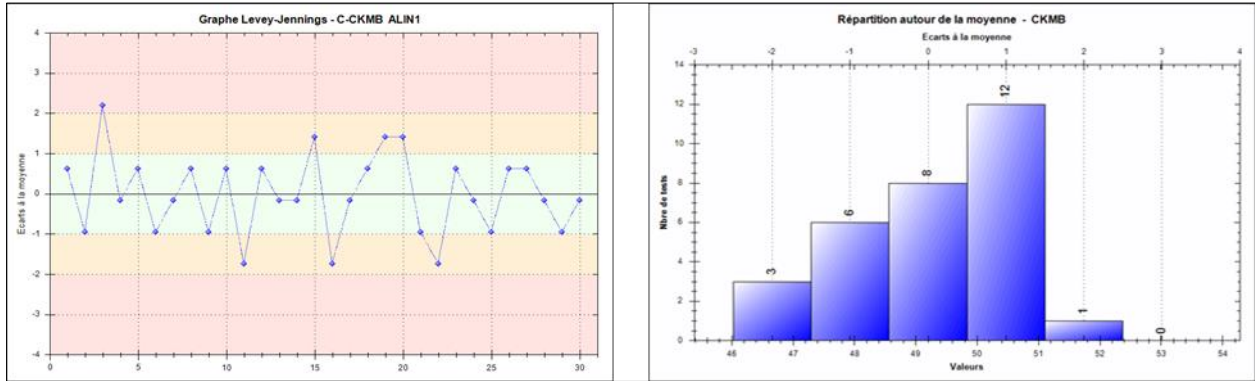 Graphe Levey-Jennings - C-CKMB ALIN1
Ecarts à la moyenne
4
3
2
1
0
-1
-2
-3
-4
0 5 10 15 20 25 30
Répartition autour de la moyenne - CKMB
Ecarts à la moyenne
-3 -2 -1 0 1 2 3 4
Nbre de tests
14
12
10
8
6
4
2
0
3 6 8 12 1 0
46 47 48 49 50 51 52 53 54
Valeurs